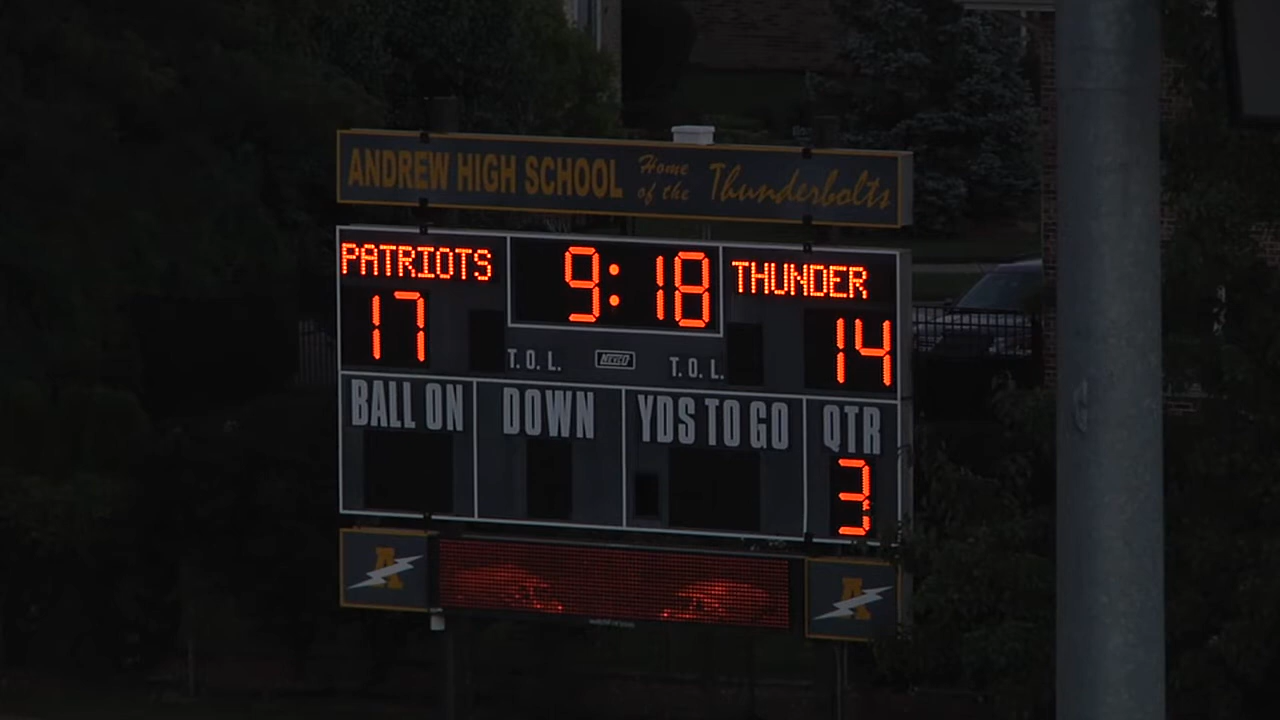 ANDREW HIGH SCHOOL Home of the Thunderbolts
PATRIOTS 9:18 THUNDER
17 14
T. O. L. NEVCO T. O. L.
BALL ON DOWN YDS TO GO QTR
3
A A